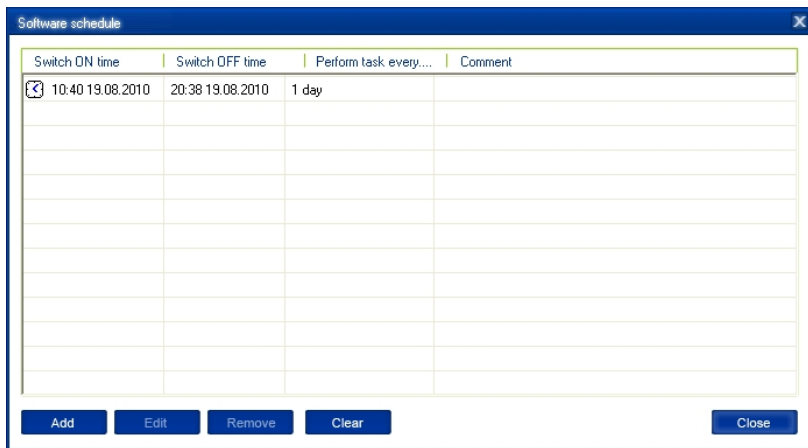 Software schedule X
Switch ON time Switch OFF time Perform task every.... Comment
10:40 19.08.2010 20:38 19.08.2010 1 day
Add Edit Remove Clear Close